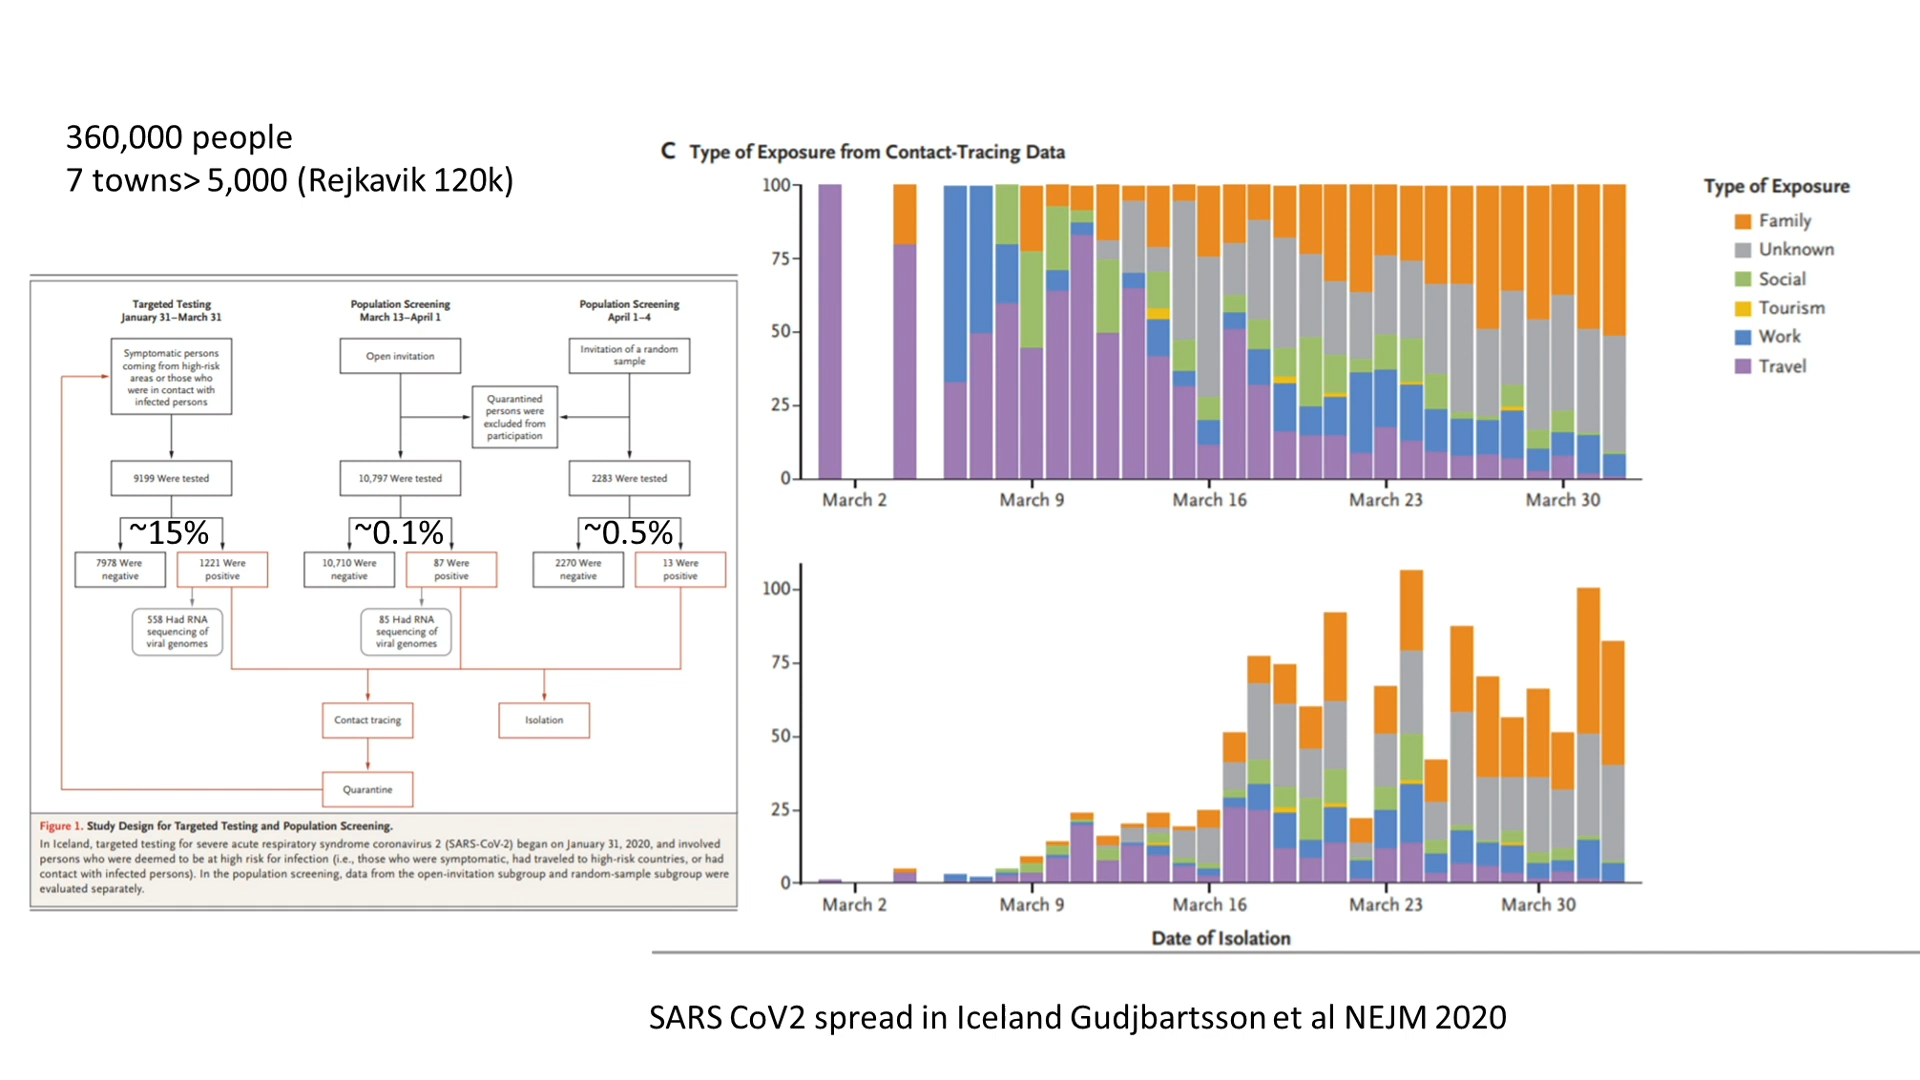 360,000 people
7 towns> 5,000 (Rejkavik 120k)
Targeted Testing
January 31–March 31
Population Screening
March 13–April 1
Population Screening
April 1–4
Symptomatic persons
coming from high-risk
areas or those who
were in contact with
infected persons
Open invitation
Invitation of a random
sample
Quarantined
persons were
excluded from
participation
9199 Were tested
10,797 Were tested
2283 Were tested
~15%
~0.1%
~0.5%
7978 Were
negative
1221 Were
positive
10,710 Were
negative
87 Were
positive
2270 Were
negative
13 Were
positive
558 Had RNA
sequencing of
viral genomes
85 Had RNA
sequencing of
viral genomes
Contact tracing
Isolation
Quarantine
Figure 1. Study Design for Targeted Testing and Population Screening.
In Iceland, targeted testing for severe acute respiratory syndrome coronavirus 2 (SARS-CoV-2) began on January 31, 2020, and involved
persons who were deemed to be at high risk for infection (i.e., those who were symptomatic, had traveled to high-risk countries, or had
contact with infected persons). In the population screening, data from the open-invitation subgroup and random-sample subgroup were
evaluated separately.
C Type of Exposure from Contact-Tracing Data
100
75
50
25
0
March 2
March 9
March 16
March 23
March 30
Type of Exposure
Family
Unknown
Social
Tourism
Work
Travel
100
75
50
25
0
March 2
March 9
March 16
March 23
March 30
Date of Isolation
SARS CoV2 spread in Iceland Gudjbartsson et al NEJM 2020